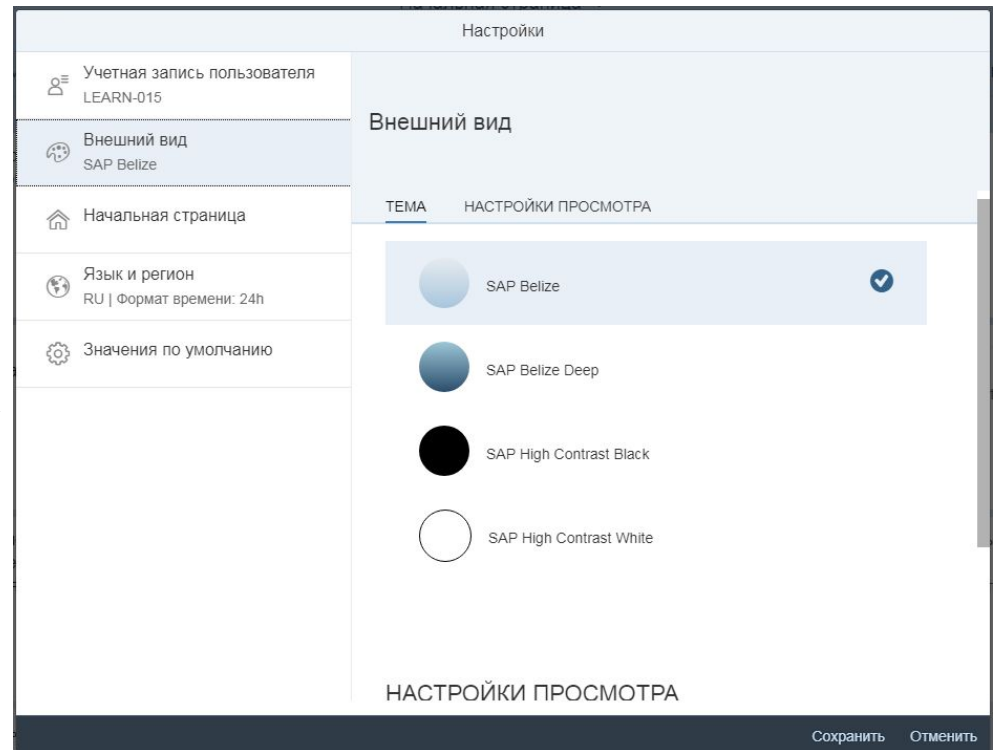 Начальная страница
Настройки
Учетная запись пользователя
LEARN-015
Внешний вид
SAP Belize
Начальная страница
Язык и регион
RU | Формат времени: 24h
Значения по умолчанию
Внешний вид
ТЕМА НАСТРОЙКИ ПРОСМОТРА
SAP Belize
SAP Belize Deep
SAP High Contrast Black
SAP High Contrast White
НАСТРОЙКИ ПРОСМОТРА
Сохранить Отменить